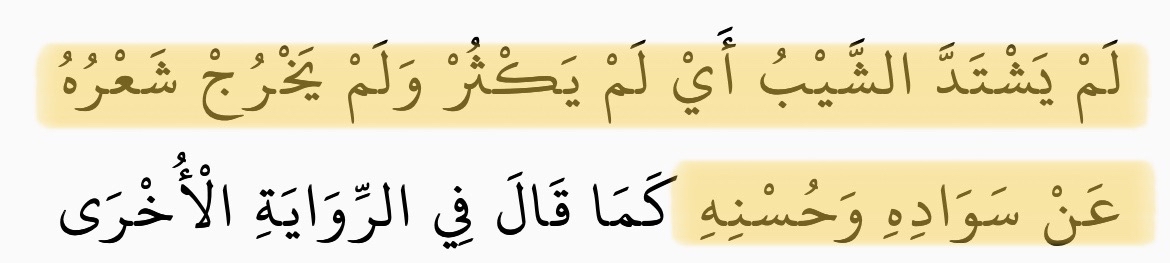 لَمْ يَشْتَدَّ الشَّيْبُ أَيْ لَمْ يَكْثُرْ وَلَمْ يَخْرُجْ شَعْرُهُ
عَنْ سَوَادِهِ وَحُسْنِهِ كَمَا قَالَ فِي الرِّوَايَةِ الْأُخْرَى